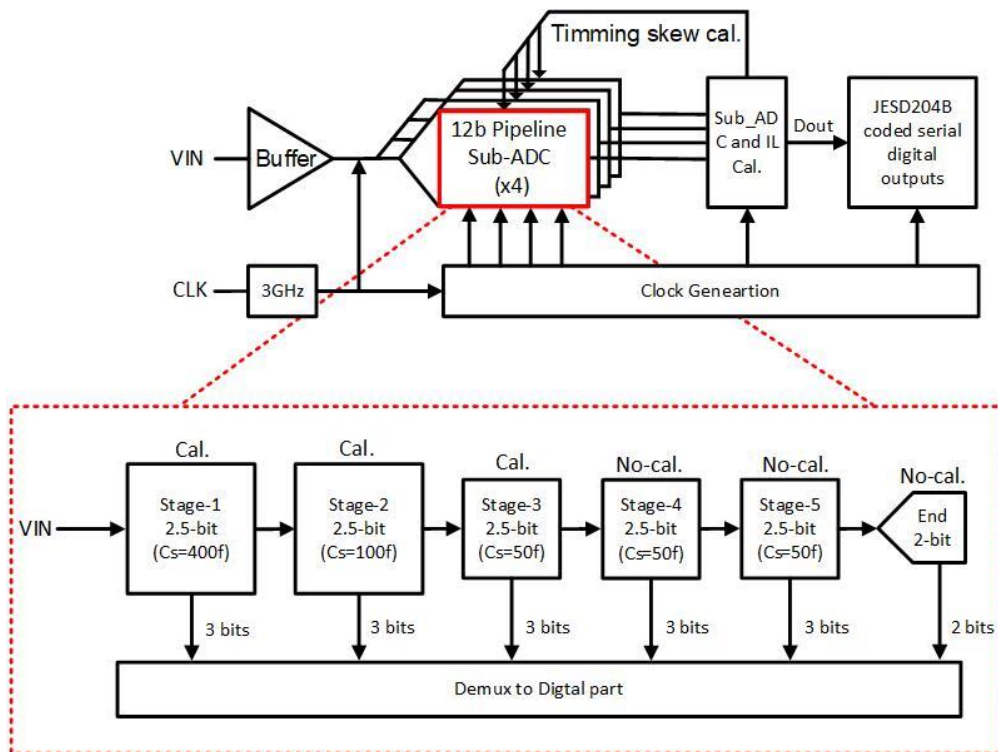 Timming skew cal.
VIN
Buffer
12b Pipeline
Sub-ADC
(x4)
Sub_AD
C and IL
Cal.
Dout
JESD204B
coded serial
digital
outputs
CLK
3GHz
Clock Geneartion
Cal.
Cal.
Cal.
No-cal.
No-cal.
No-cal.
VIN
Stage-1
2.5-bit
(Cs=400f)
Stage-2
2.5-bit
(Cs=100f)
Stage-3
2.5-bit
(Cs=50f)
Stage-4
2.5-bit
(Cs=50f)
Stage-5
2.5-bit
(Cs=50f)
End
2-bit
3 bits
3 bits
3 bits
3 bits
3 bits
2 bits
Demux to Digtal part